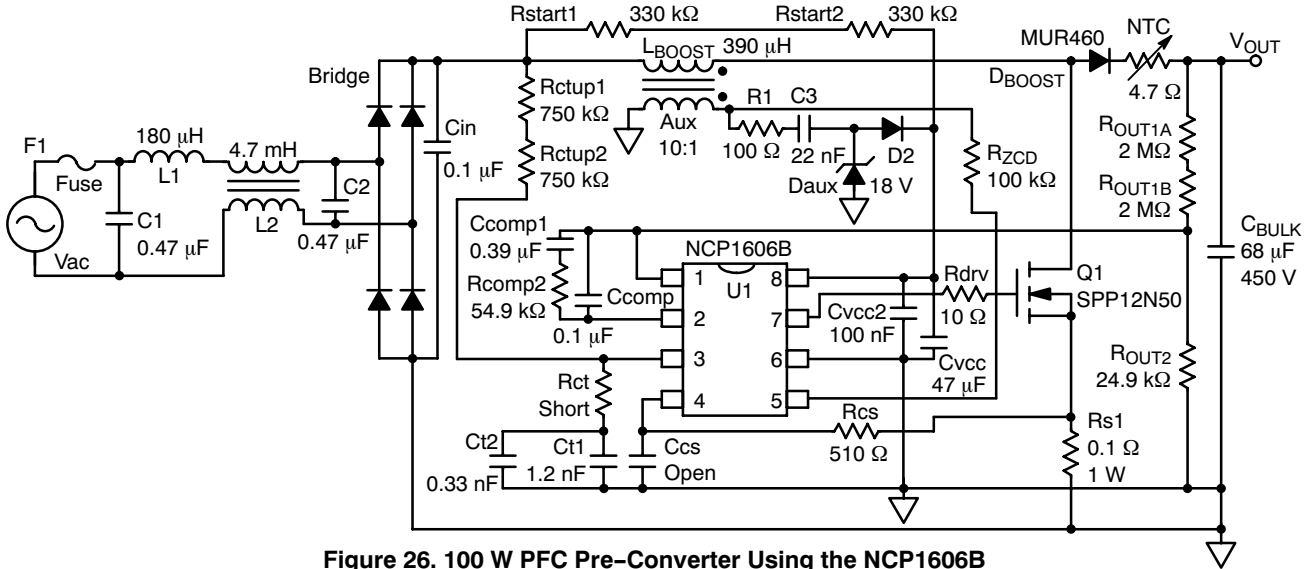 Rstart1 330 kΩ Rstart2 330 kΩ
MUR460 NTC
VOUT
LBOOST 390 μH
DBOOST
4.7 Ω
Bridge
Rctup1
750 kΩ
Aux
10:1
R1
100 Ω
C3
22 nF
D2
Daux 18 V
RZCD
100 kΩ
ROUT1A
2 MΩ
ROUT1B
2 MΩ
F1
Fuse
180 μH
L1
4.7 mH
L2
Cin
0.1 μF
Rctup2
750 kΩ
C1
0.47 μF
C2
0.47 μF
Vac
Ccomp1
0.39 μF
Rcomp2
54.9 kΩ
Ccomp
0.1 μF
NCP1606B
U1
1 8
2 7
3 6
4 5
Cvcc2
100 nF
Rdrv
10 Ω
Cvcc
47 μF
Q1
SPP12N50
CBULK
68 μF
450 V
ROUT2
24.9 kΩ
Rct
Short
Ct2
0.33 nF
Ct1
1.2 nF
Ccs
Open
Rcs
510 Ω
Rs1
0.1 Ω
1 W
Figure 26. 100 W PFC Pre−Converter Using the NCP1606B